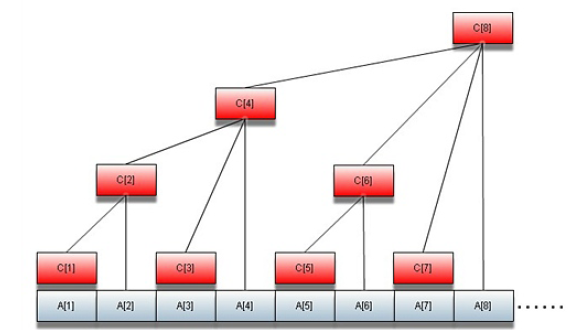 C[8]
C[4]
C[2] C[6]
C[1] C[3] C[5] C[7]
A[1] A[2] A[3] A[4] A[5] A[6] A[7] A[8] ......